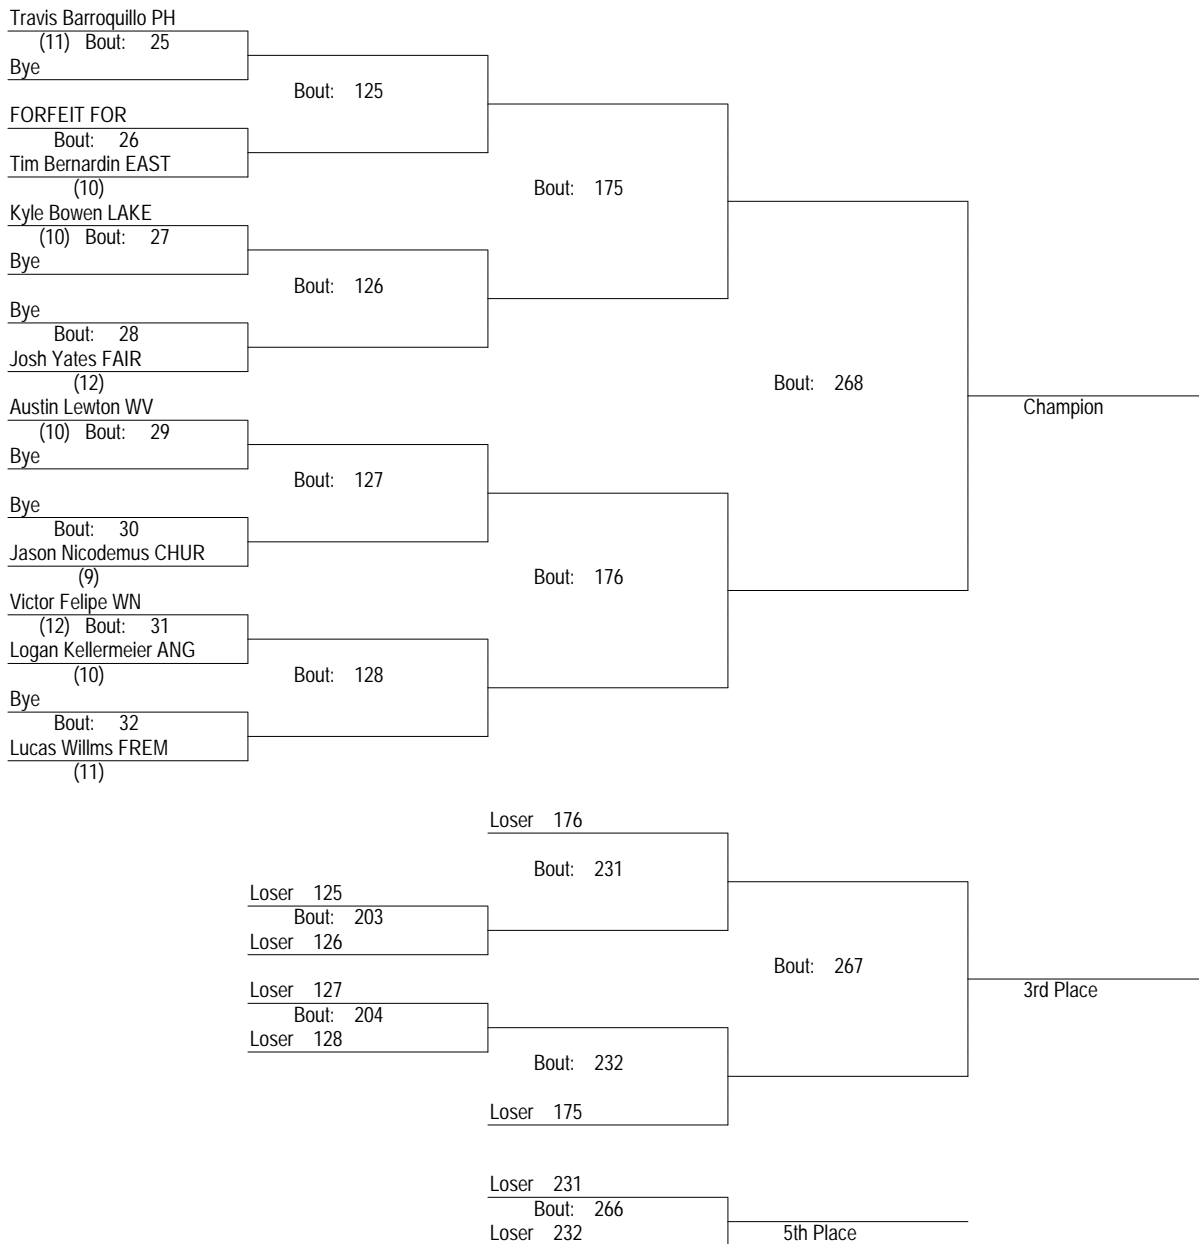 Travis Barroquillo PH
(11) Bout: 25
Bye
Bout: 125
FORFEIT FOR
Bout: 26
Tim Bernardin EAST
(10)
Bout: 175
Kyle Bowen LAKE
(10) Bout: 27
Bye
Bout: 126
Bye
Bout: 28
Josh Yates FAIR
(12)
Bout: 268
Champion
Austin Lewton WV
(10) Bout: 29
Bye
Bout: 127
Bye
Bout: 30
Jason Nicodemus CHUR
(9)
Bout: 176
Victor Felipe WN
(12) Bout: 31
Logan Kellermeier ANG
(10)
Bout: 128
Bye
Bout: 32
Lucas Willms FREM
(11)
Loser 176
Bout: 231
Loser 125
Bout: 203
Loser 126
Bout: 267
3rd Place
Loser 127
Bout: 204
Loser 128
Bout: 232
Loser 175
Loser 231
Bout: 266
Loser 232
5th Place